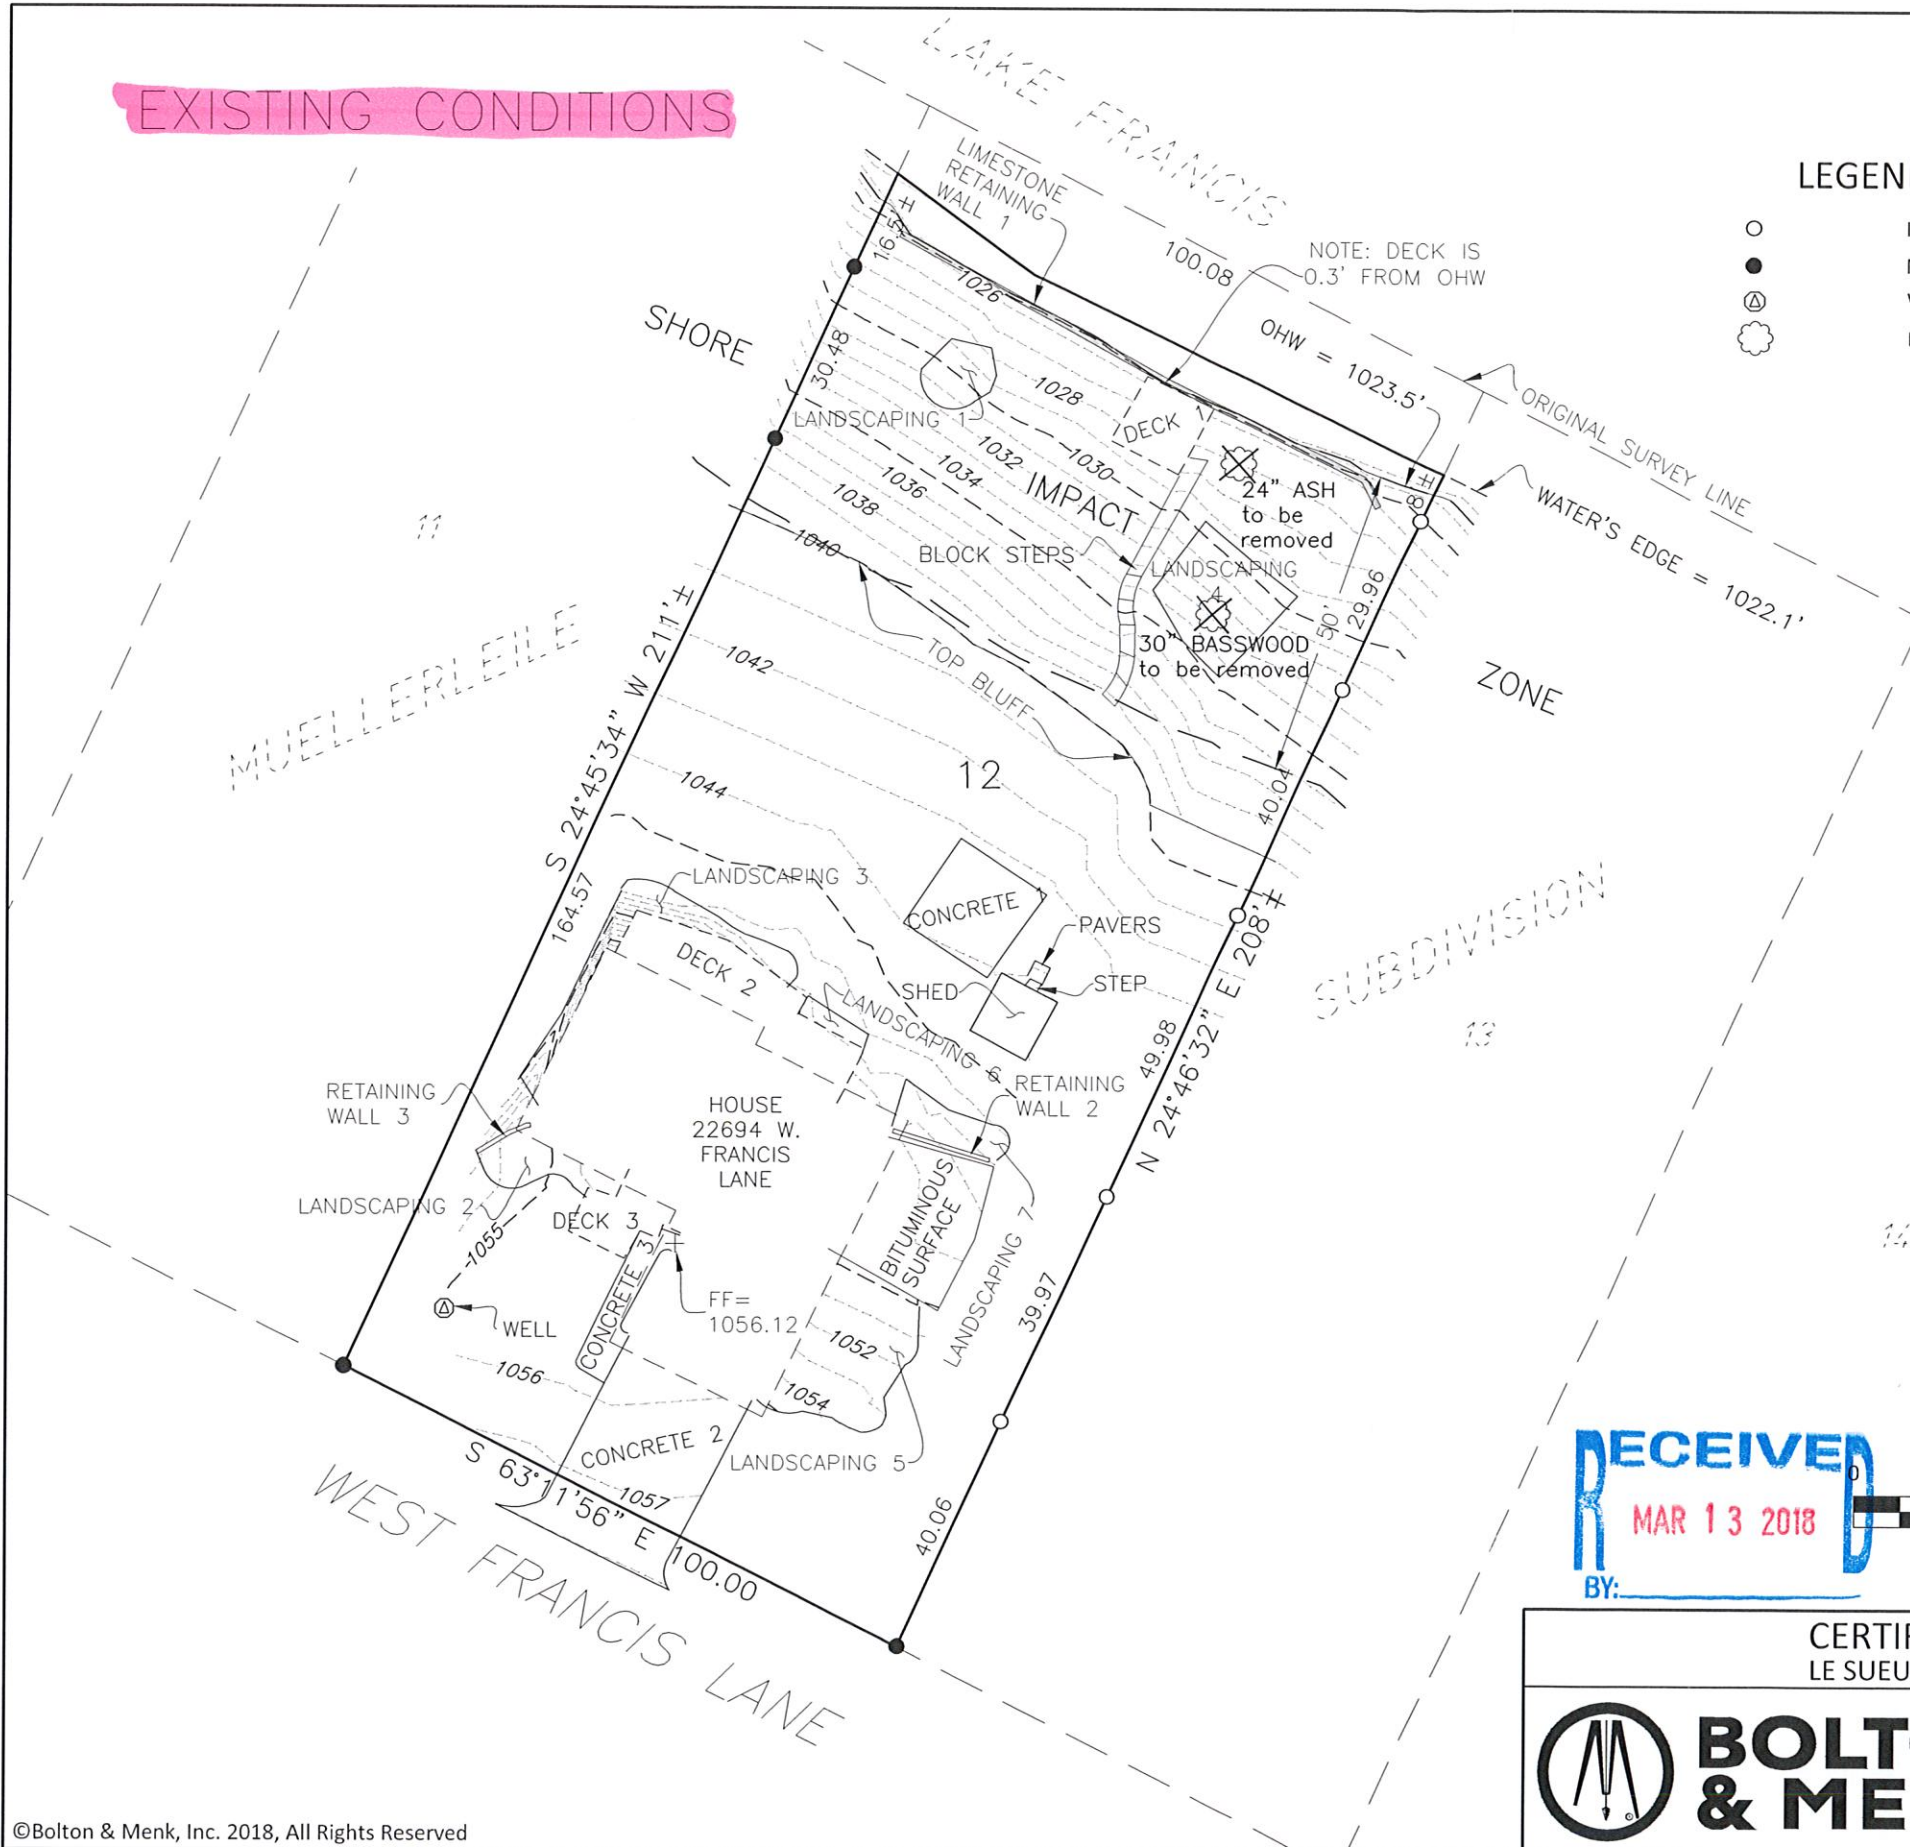 EXISTING CONDITIONS
LAKE FRANCIS
LEGEN
LIMESTONE
RETAINING
WALL 1
100.08
NOTE: DECK IS
0.3' FROM OHW
16.5'±
1026
SHORE
30.48
OHW = 1023.5'
ORIGINAL SURVEY LINE
WATER'S EDGE = 1022.1'
LANDSCAPING 1
1028
DECK 1
1030
1032
1034
1036
1038
1040
IMPACT
24" ASH
to be
removed
8'±
BLOCK STEPS
LANDSCAPING
4
30" BASSWOOD
to be removed
50'
29.96
ZONE
11
MUELLERLEILE
S 24°45'34" W 211'±
164.57
1042
TOP BLUFF
12
1044
40.04
LANDSCAPING 3
DECK 2
CONCRETE 1
PAVERS
STEP
SHED
LANDSCAPING 6
N 24°46'32" E 208'±
49.98
SUBDIVISION
13
14
RETAINING
WALL 3
RETAINING
WALL 2
HOUSE
22694 W.
FRANCIS
LANE
LANDSCAPING 2
DECK 3
1055
BITUMINOUS
SURFACE
LANDSCAPING 7
CONCRETE 3
FF=
1056.12
WELL
39.97
1052
1054
1056
CONCRETE 2
LANDSCAPING 5
1057
S 63°11'56" E 100.00
40.06
WEST FRANCIS LANE
RECEIVED
MAR 13 2018
BY:
0
CERTIF
LE SUEU
BOLT
& ME
©Bolton & Menk, Inc. 2018, All Rights Reserved